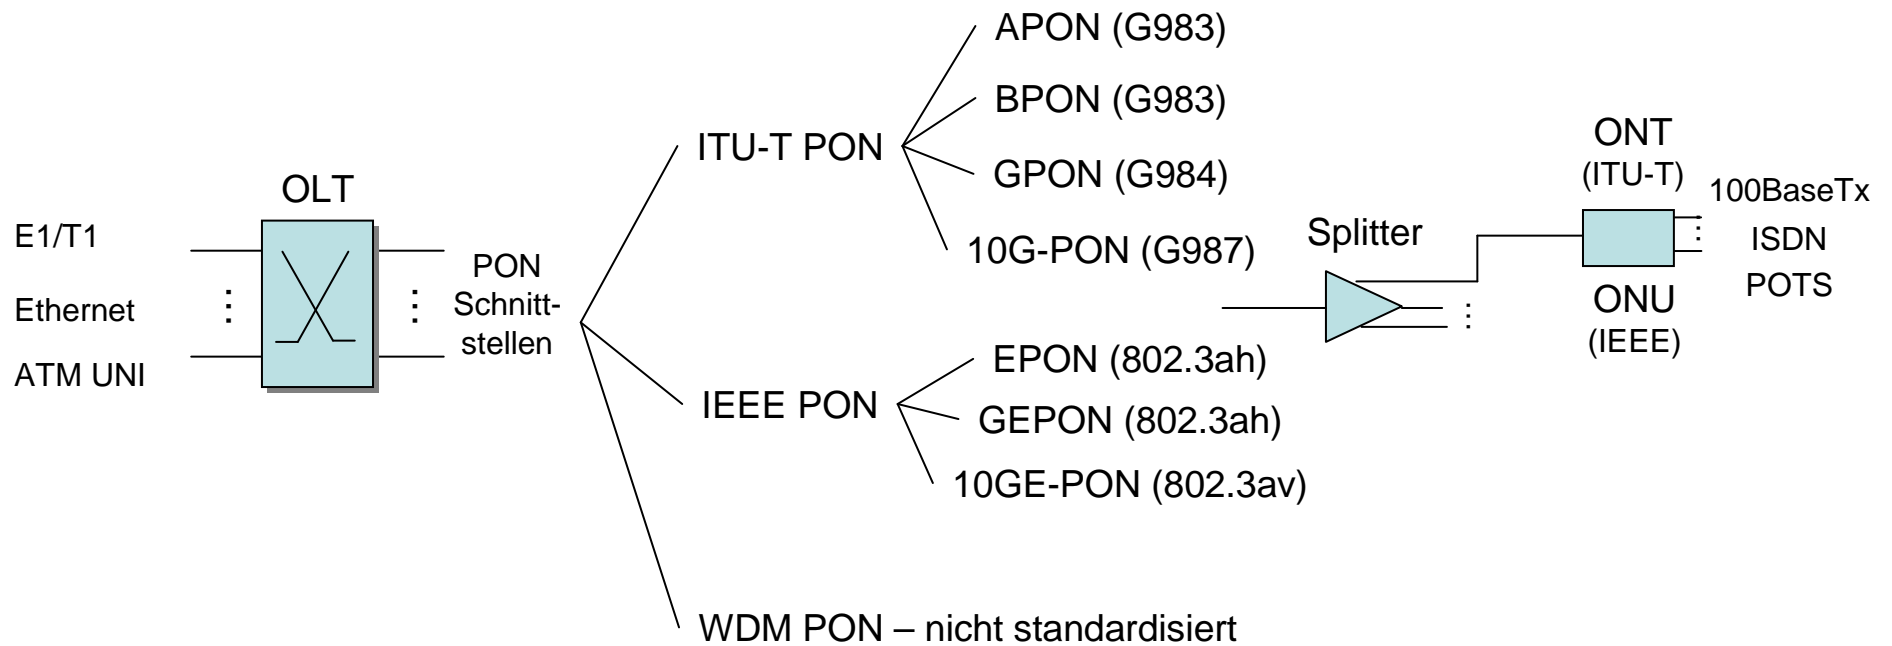 OLT
E1/T1
Ethernet
ATM UNI
PON
Schnitt-
stellen
ITU-T PON
APON (G983)
BPON (G983)
GPON (G984)
10G-PON (G987)
IEEE PON
EPON (802.3ah)
GEPON (802.3ah)
10GE-PON (802.3av)
WDM PON – nicht standardisiert
Splitter
ONT
(ITU-T)
ONU
(IEEE)
100BaseTx
ISDN
POTS